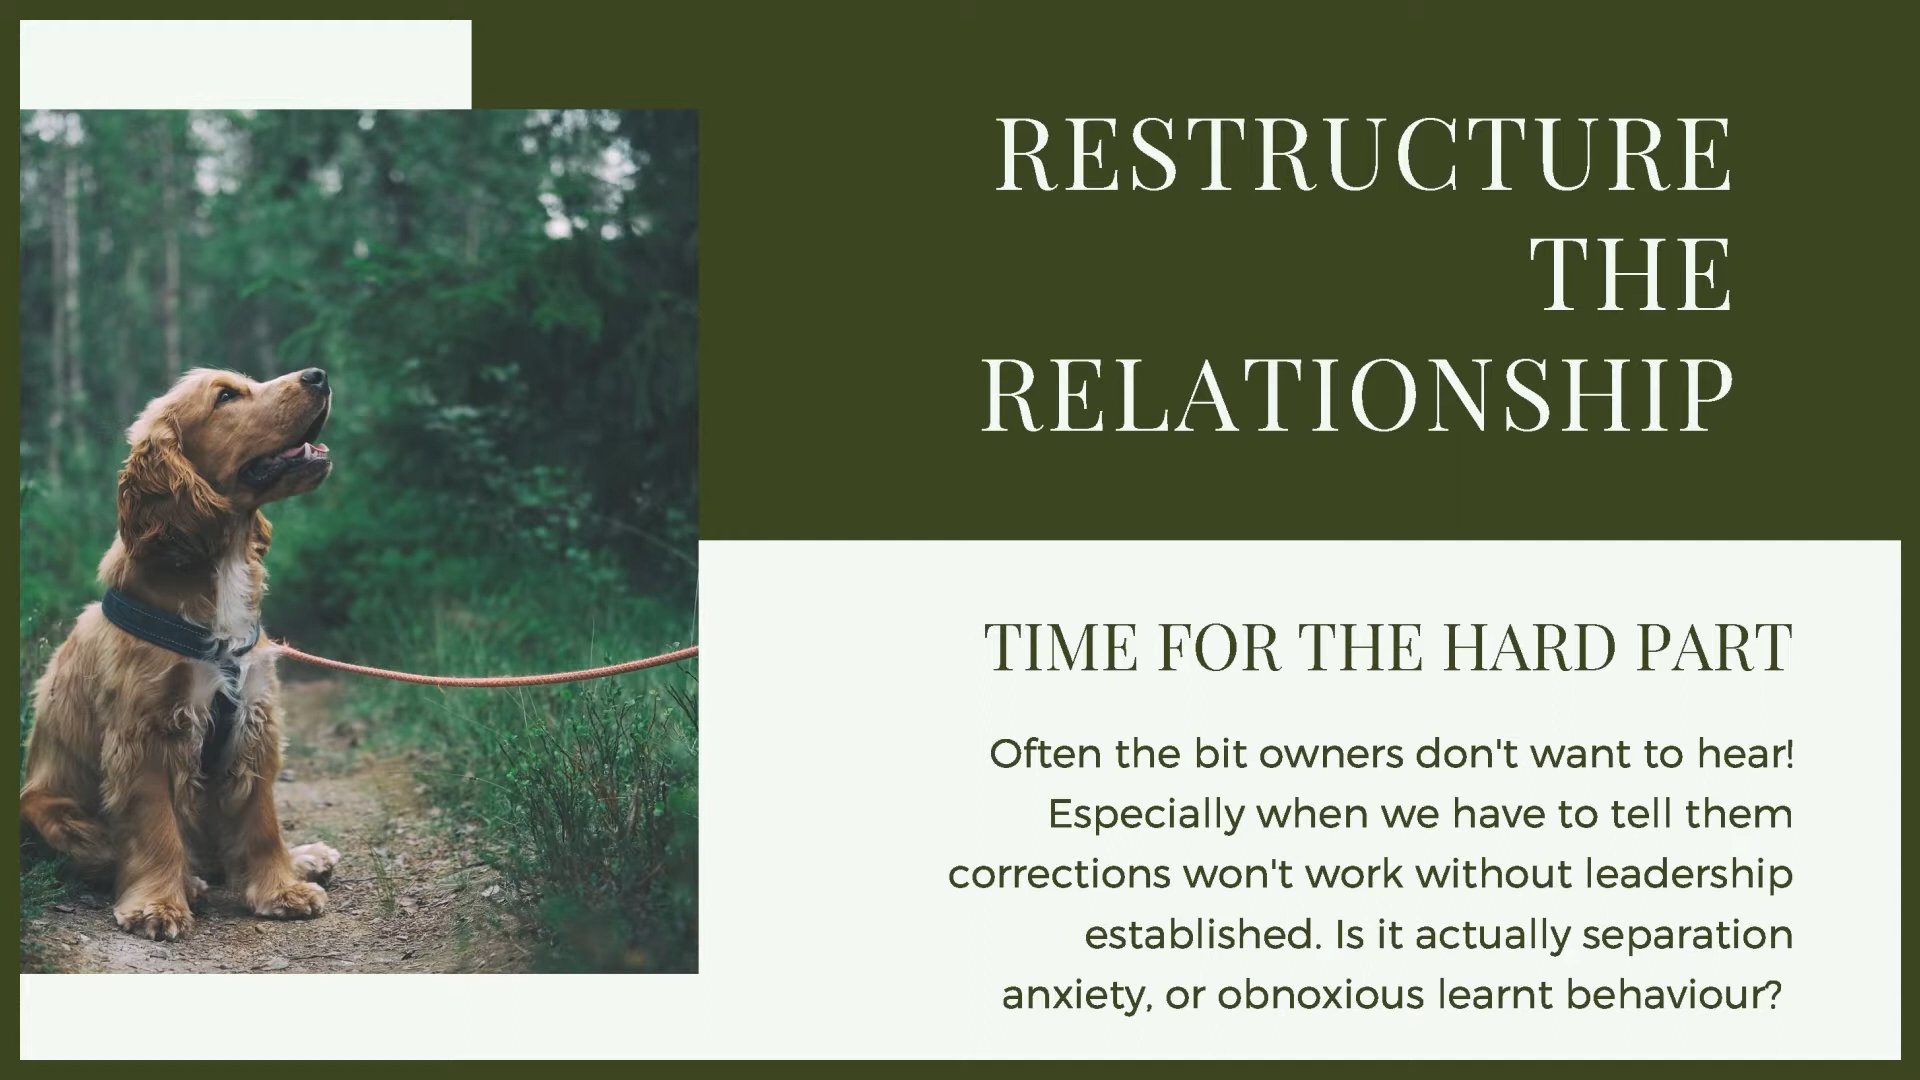 RESTRUCTURE
THE
RELATIONSHIP
TIME FOR THE HARD PART
Often the bit owners don't want to hear!
Especially when we have to tell them
corrections won't work without leadership
established. Is it actually separation
anxiety, or obnoxious learnt behaviour?